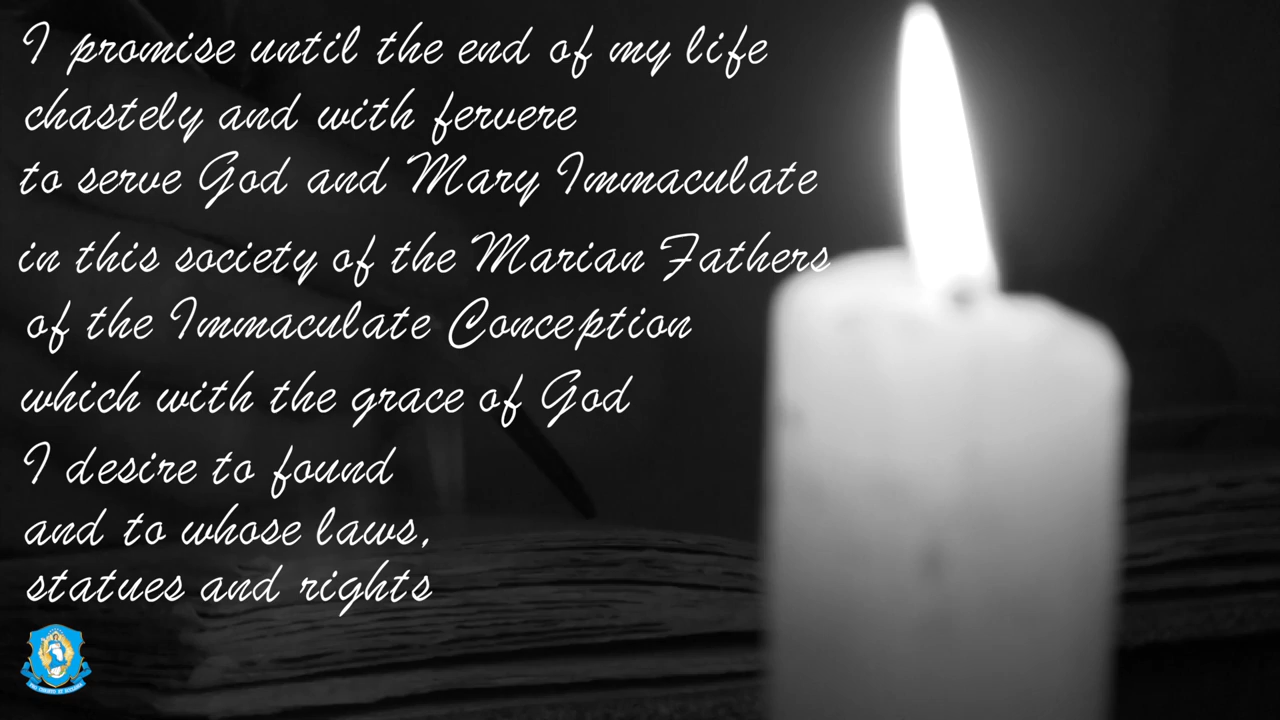 I promise until the end of my life
chastely and with fervere
to serve God and Mary Immaculate
in this society of the Marian Fathers
of the Immaculate Conception
which with the grace of God
I desire to found
and to whose laws,
statues and rights